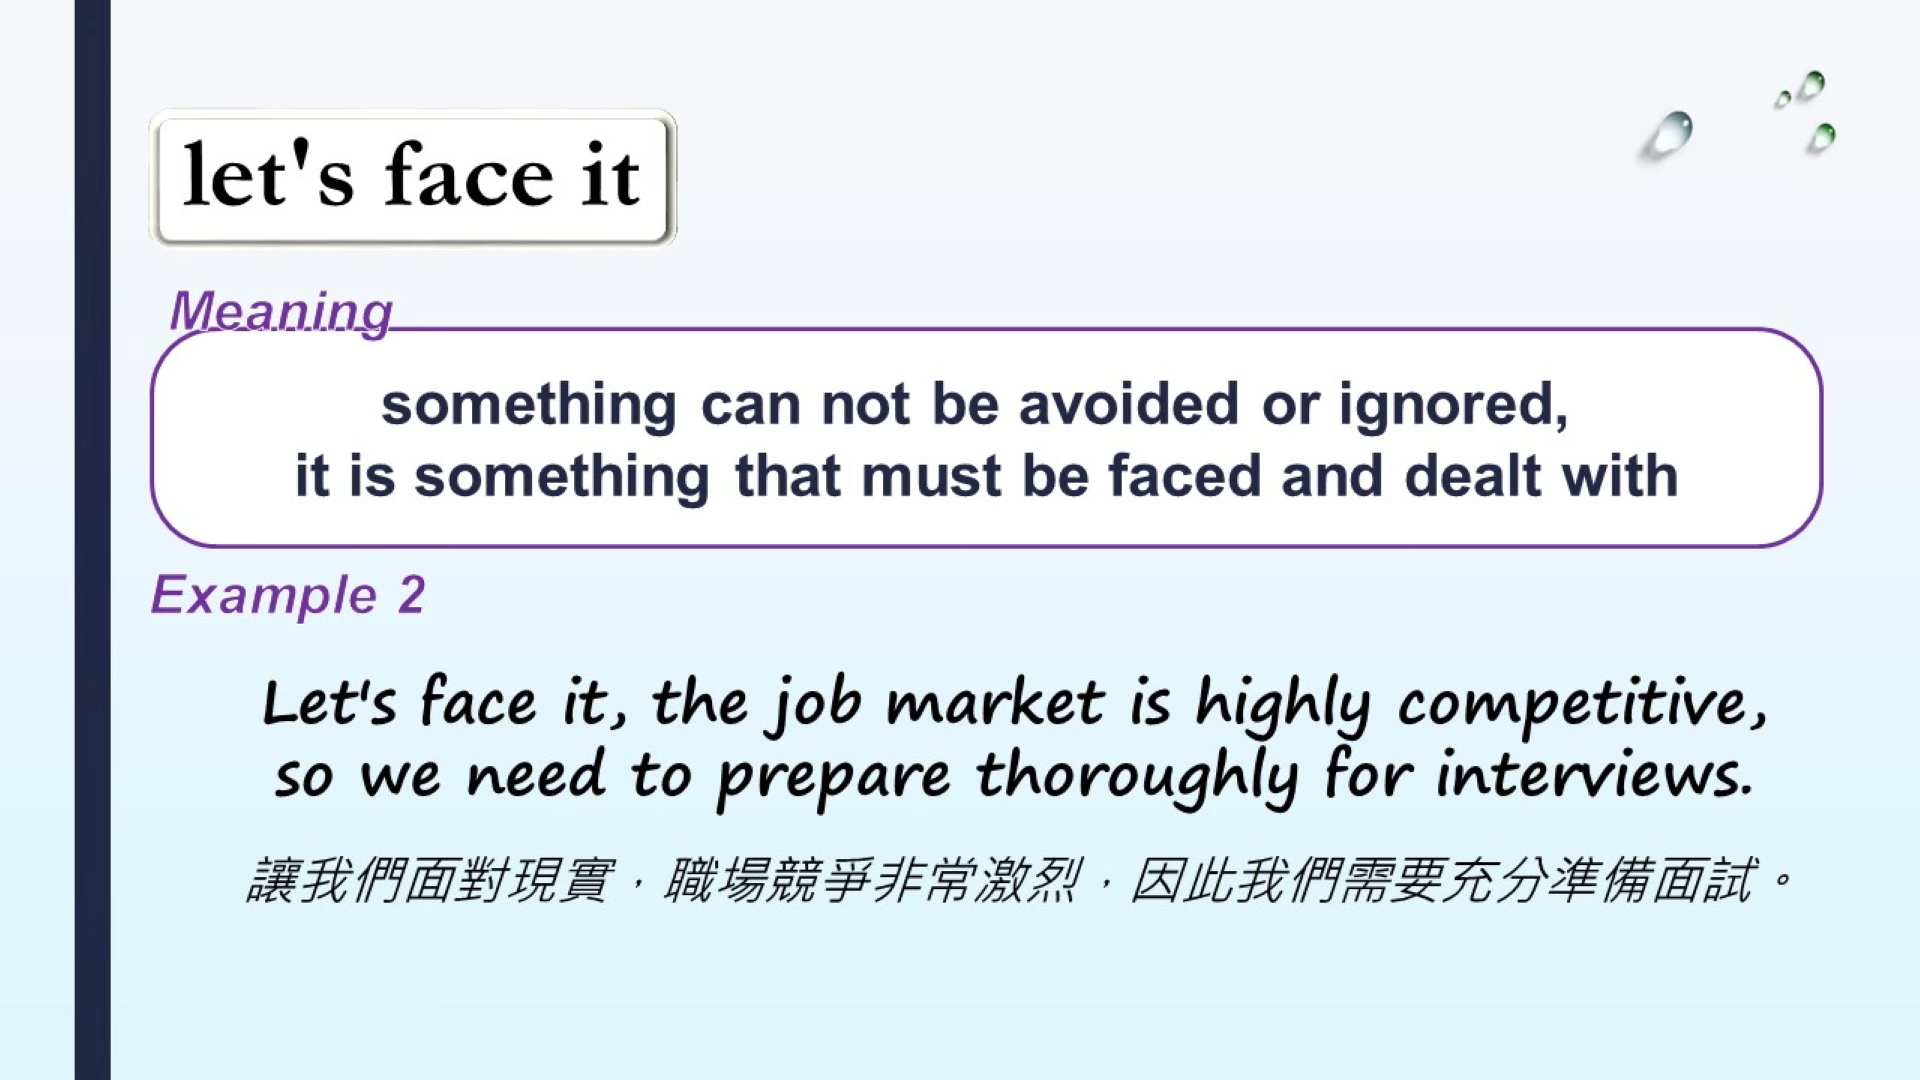 let's face it
Meaning
something can not be avoided or ignored,
it is something that must be faced and dealt with
Example 2
Let's face it, the job market is highly competitive,
so we need to prepare thoroughly for interviews.
讓我們面對現實，職場競爭非常激烈，因此我們需要充分準備面試。